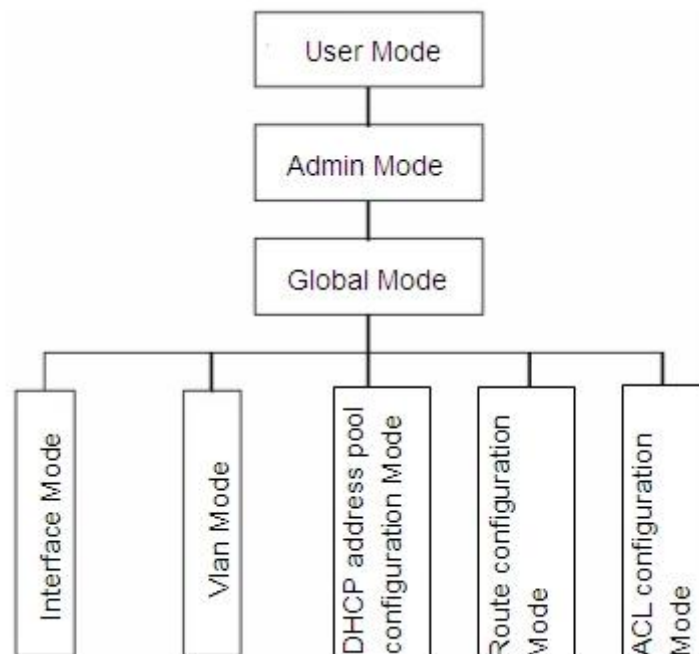 User Mode
Admin Mode
Global Mode
Interface Mode
Vlan Mode
DHCP address pool
configuration Mode
Route configuration
Mode
ACL configuration
Mode